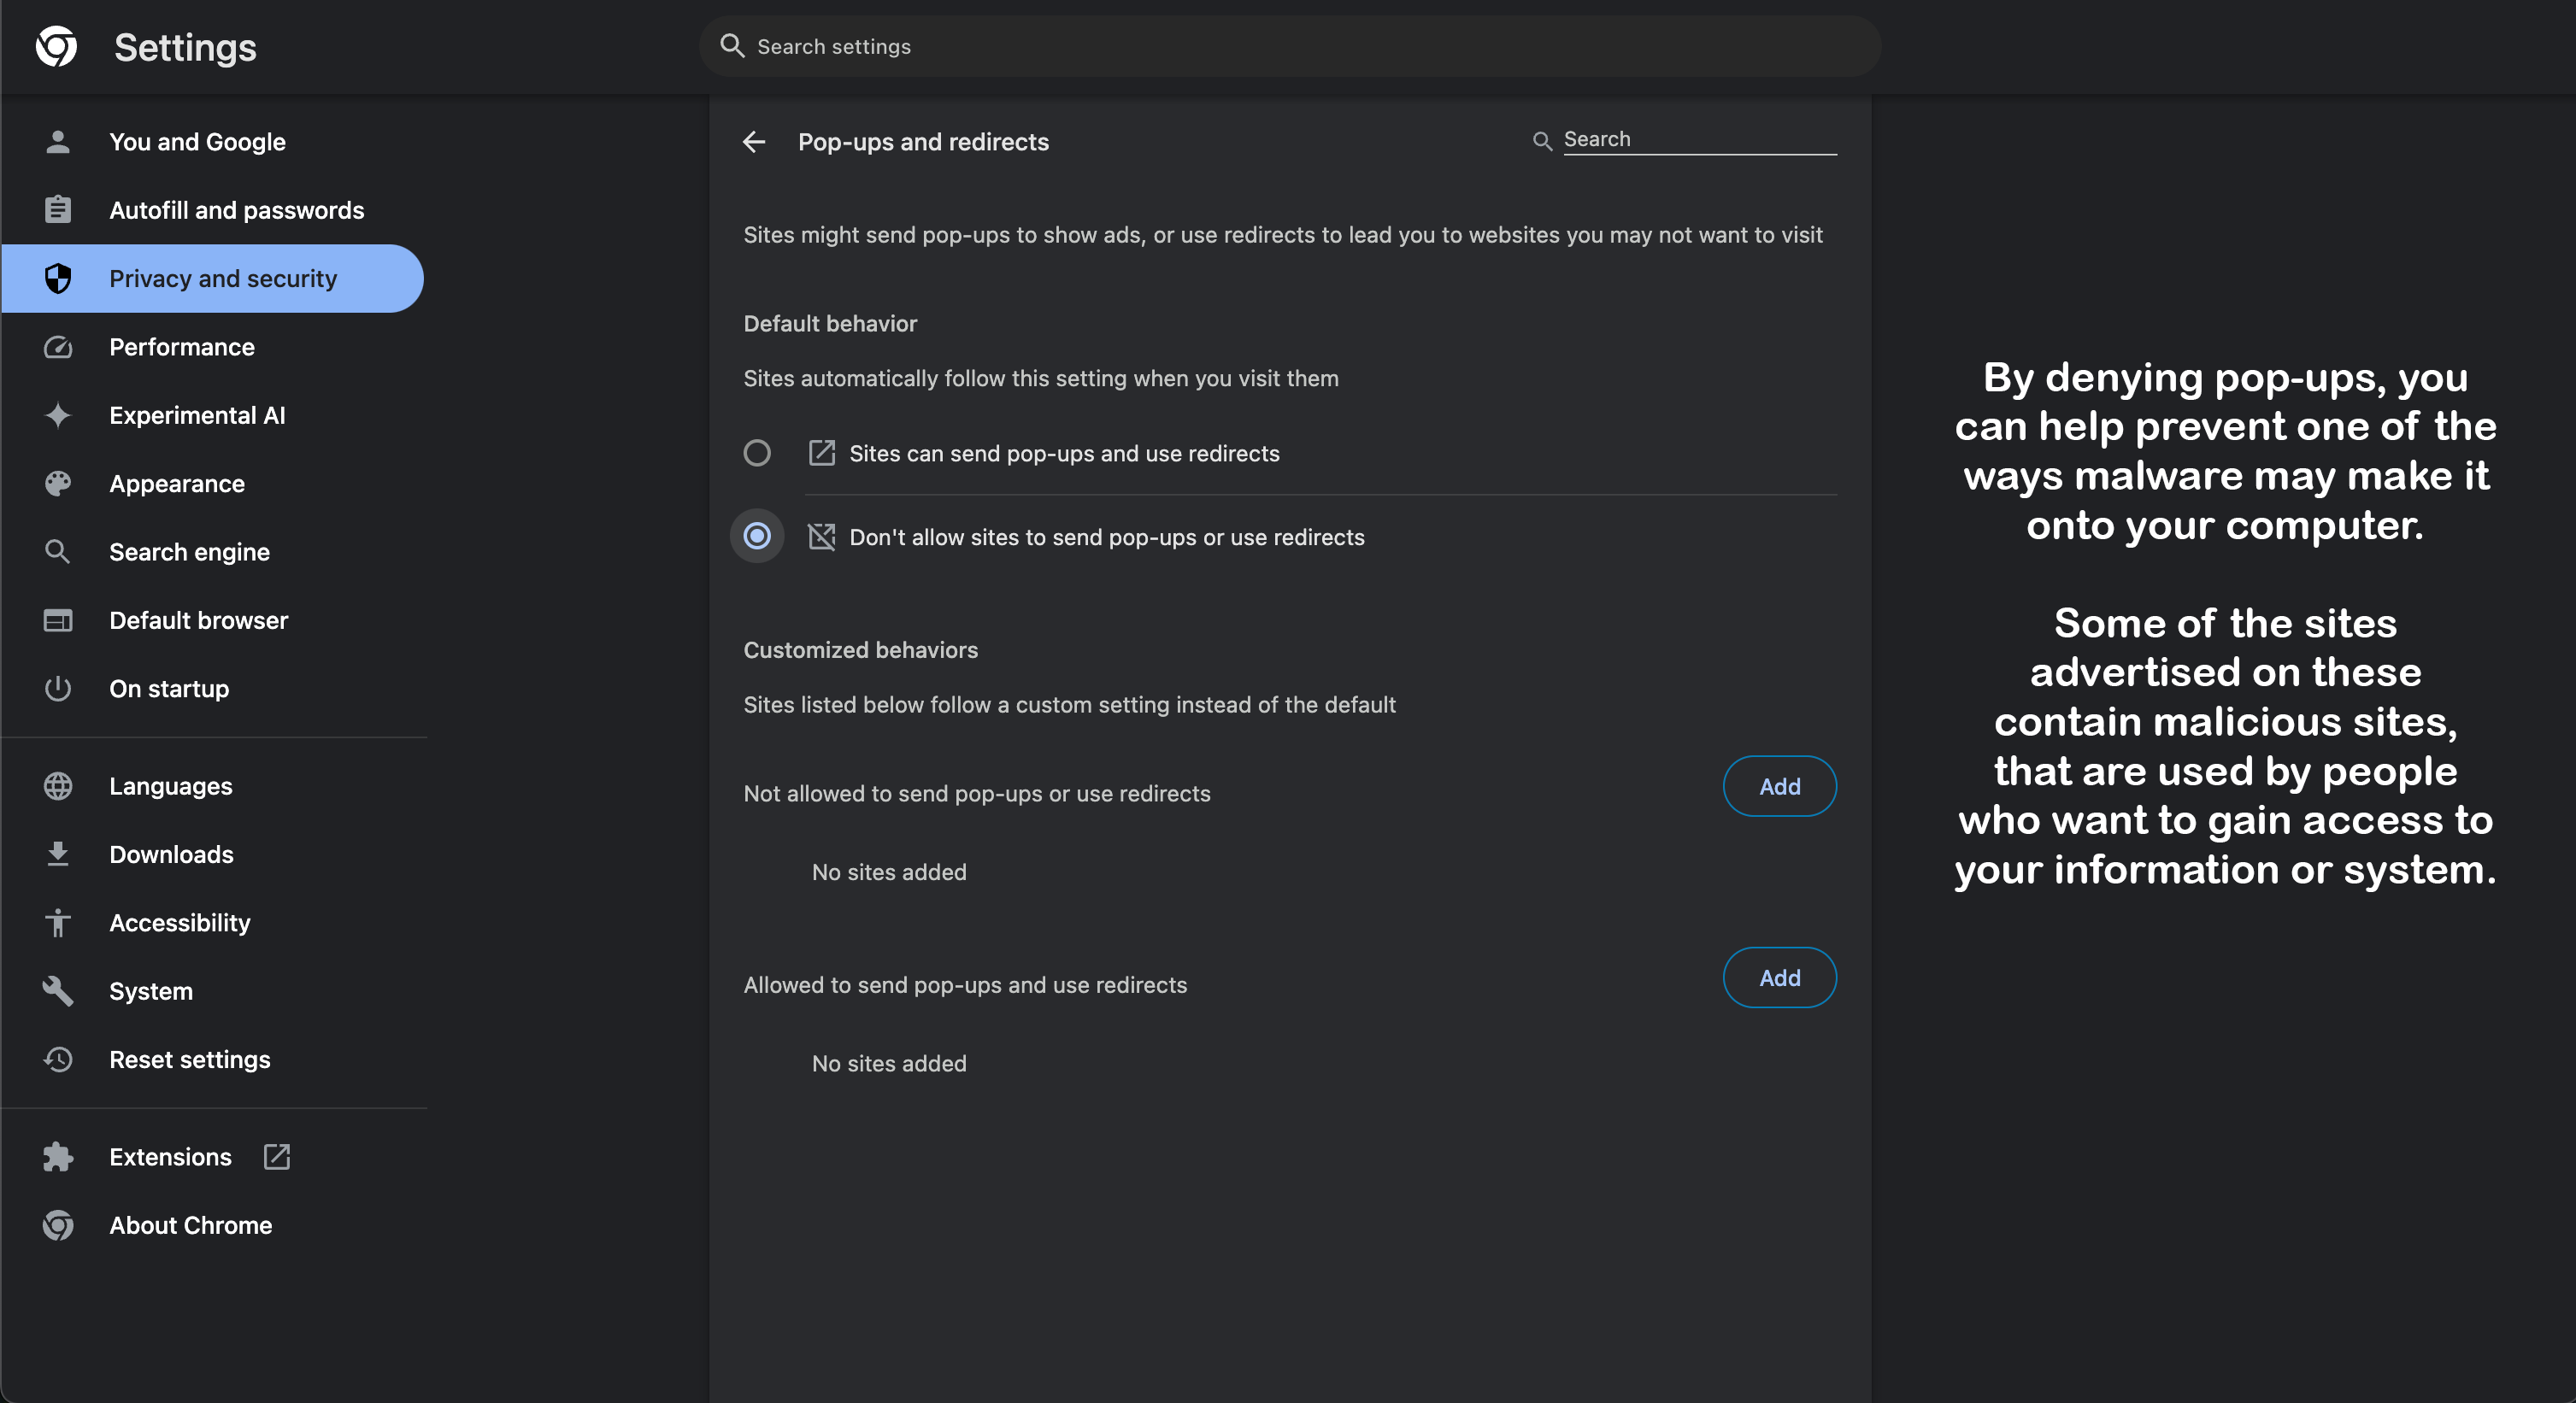 Settings
Search settings
You and Google
Autofill and passwords
Privacy and security
Performance
Experimental AI
Appearance
Search engine
Default browser
On startup
Languages
Downloads
Accessibility
System
Reset settings
Extensions
About Chrome
Pop-ups and redirects
Search
Sites might send pop-ups to show ads, or use redirects to lead you to websites you may not want to visit
Default behavior
Sites automatically follow this setting when you visit them
Sites can send pop-ups and use redirects
Don't allow sites to send pop-ups or use redirects
Customized behaviors
Sites listed below follow a custom setting instead of the default
Not allowed to send pop-ups or use redirects
Add
No sites added
Allowed to send pop-ups and use redirects
Add
No sites added
By denying pop-ups, you
can help prevent one of the
ways malware may make it
onto your computer.
Some of the sites
advertised on these
contain malicious sites,
that are used by people
who want to gain access to
your information or system.